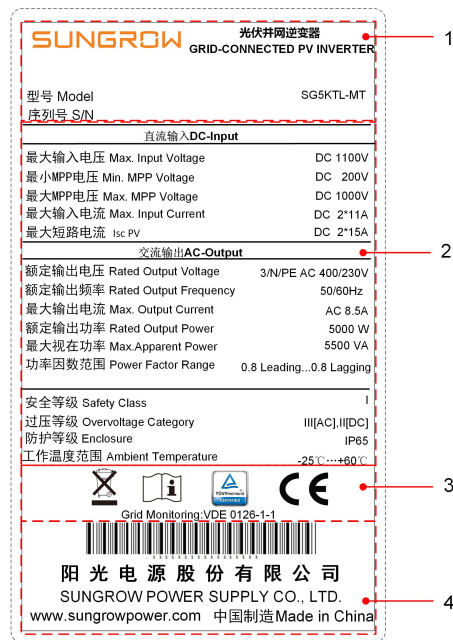 SUNGROW
光伏并网逆变器
GRID-CONNECTED PV INVERTER
1
型号 Model SG5KTL-MT
序列号 S/N
直流输入DC-Input
最大输入电压 Max. Input Voltage DC 1100V
最小MPP电压 Min. MPP Voltage DC 200V
最大MPP电压 Max. MPP Voltage DC 1000V
最大输入电流 Max. Input Current DC 2*11A
最大短路电流 Isc PV DC 2*15A
交流输出AC-Output
2
额定输出电压 Rated Output Voltage 3/N/PE AC 400/230V
额定输出频率 Rated Output Frequency 50/60Hz
最大输出电流 Max. Output Current AC 8.5A
额定输出功率 Rated Output Power 5000 W
最大视在功率 Max.Apparent Power 5500 VA
功率因数范围 Power Factor Range 0.8 Leading...0.8 Lagging
安全等级 Safety Class I
过压等级 Overvoltage Category III[AC],II[DC]
防护等级 Enclosure IP65
工作温度范围 Ambient Temperature -25℃…+60℃
3
TÜVRheinland
CERTIFIED
CE
Grid Monitoring:VDE 0126-1-1
阳光电源股份有限公司
SUNGROW POWER SUPPLY CO., LTD.
4
www.sungrowpower.com 中国制造Made in China